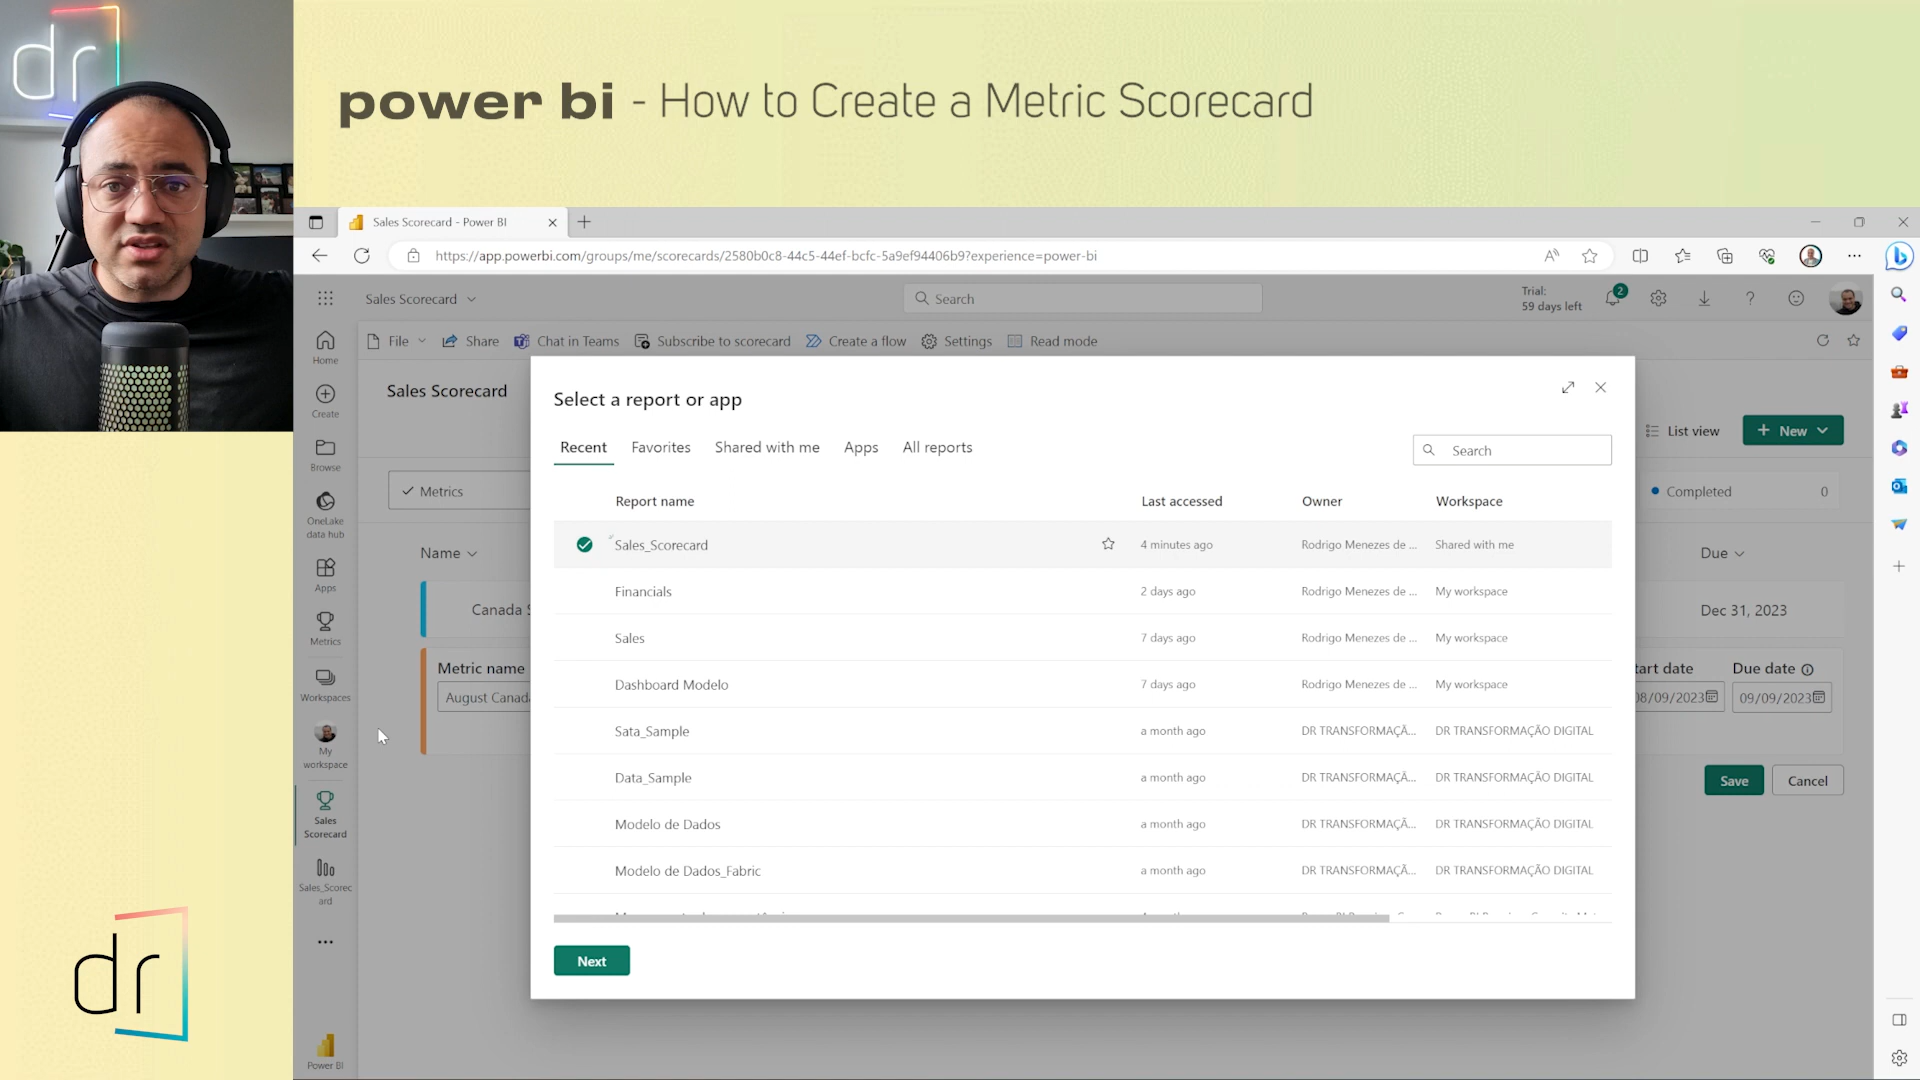 dr
power bi - How to Create a Metric Scorecard
Sales Scorecard - Power BI
https://app.powerbi.com/groups/me/scorecards/2580b0c8-44c5-44ef-bcfc-5a9ef94406b9?experience=power-bi
Sales Scorecard
Search
Trial:
59 days left
2
File
Share
Chat in Teams
Subscribe to scorecard
Create a flow
Settings
Read mode
Home
Create
Browse
OneLake
data hub
Apps
Metrics
Workspaces
My
workspace
Sales
Scorecard
Sales_Scorec
ard
Power BI
Sales Scorecard
List view
New
Metrics
Completed
0
Name
Due
Canada
Dec 31, 2023
Metric name
August Canad
tart date
Due date
08/09/2023
09/09/2023
Save
Cancel
Select a report or app
Recent
Favorites
Shared with me
Apps
All reports
Search
Report name Last accessed Owner Workspace
Sales_Scorecard 4 minutes ago Rodrigo Menezes de ... Shared with me
Financials 2 days ago Rodrigo Menezes de ... My workspace
Sales 7 days ago Rodrigo Menezes de ... My workspace
Dashboard Modelo 7 days ago Rodrigo Menezes de ... My workspace
Sata_Sample a month ago DR TRANSFORMAÇÃ... DR TRANSFORMAÇÃO DIGITAL
Data_Sample a month ago DR TRANSFORMAÇÃ... DR TRANSFORMAÇÃO DIGITAL
Modelo de Dados a month ago DR TRANSFORMAÇÃ... DR TRANSFORMAÇÃO DIGITAL
Modelo de Dados_Fabric a month ago DR TRANSFORMAÇÃ... DR TRANSFORMAÇÃO DIGITAL
Next
dr